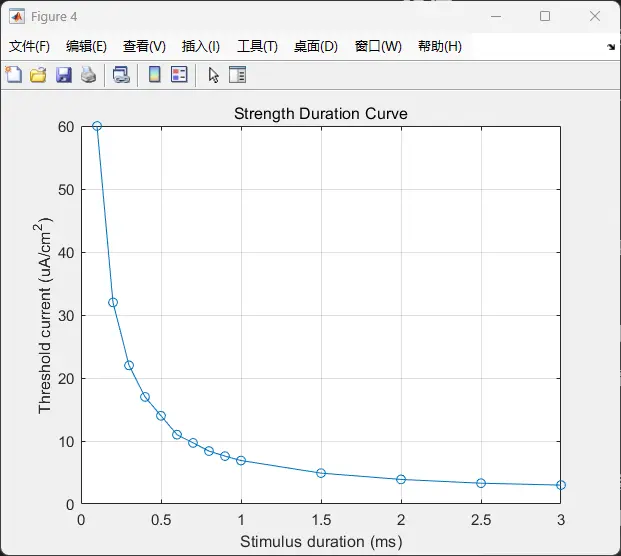 Figure 4
文件(F) 编辑(E) 查看(V) 插入(I) 工具(T) 桌面(D) 窗口(W) 帮助(H)
Strength Duration Curve
60
50
40
30
20
10
0
Threshold current (uA/cm²)
0 0.5 1 1.5 2 2.5 3
Stimulus duration (ms)